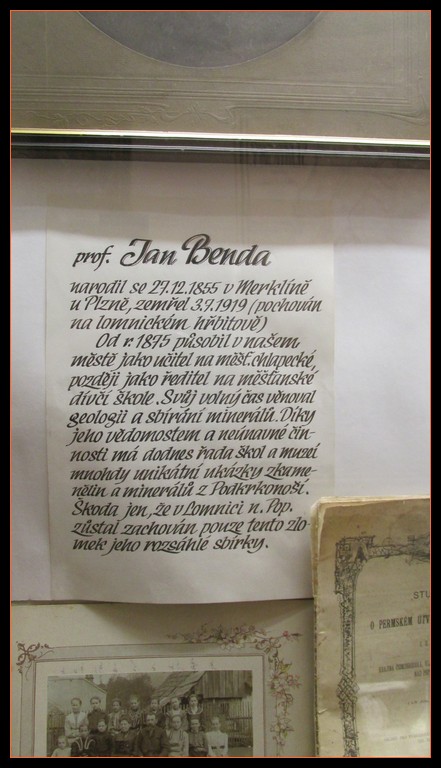 prof. Jan Benda
narodil se 27.12.1855 v Merklíně
u Plzně, zemřel 3.7.1919 (pochován
na lomnickém hřbitově)
Od r. 1875 působil v našem
městě jako učitel na měšť. chlapecké,
později jako ředitel na měšťanské
dívčí škole. Svůj volný čas věnoval
geologii a sbírání minerálů. Díky
jeho vědomostem a neúnavné čin-
nosti má dodnes řada škol a muzeí
mnohdy unikátní ukázky zkame-
nělin a minerálů z Podkrkonoší.
Škoda jen, že v Lomnici n. Pop.
zůstal zachován pouze tento zlo-
mek jeho rozsáhlé sbírky.
„STU
O PERMSKÉM ÚTV